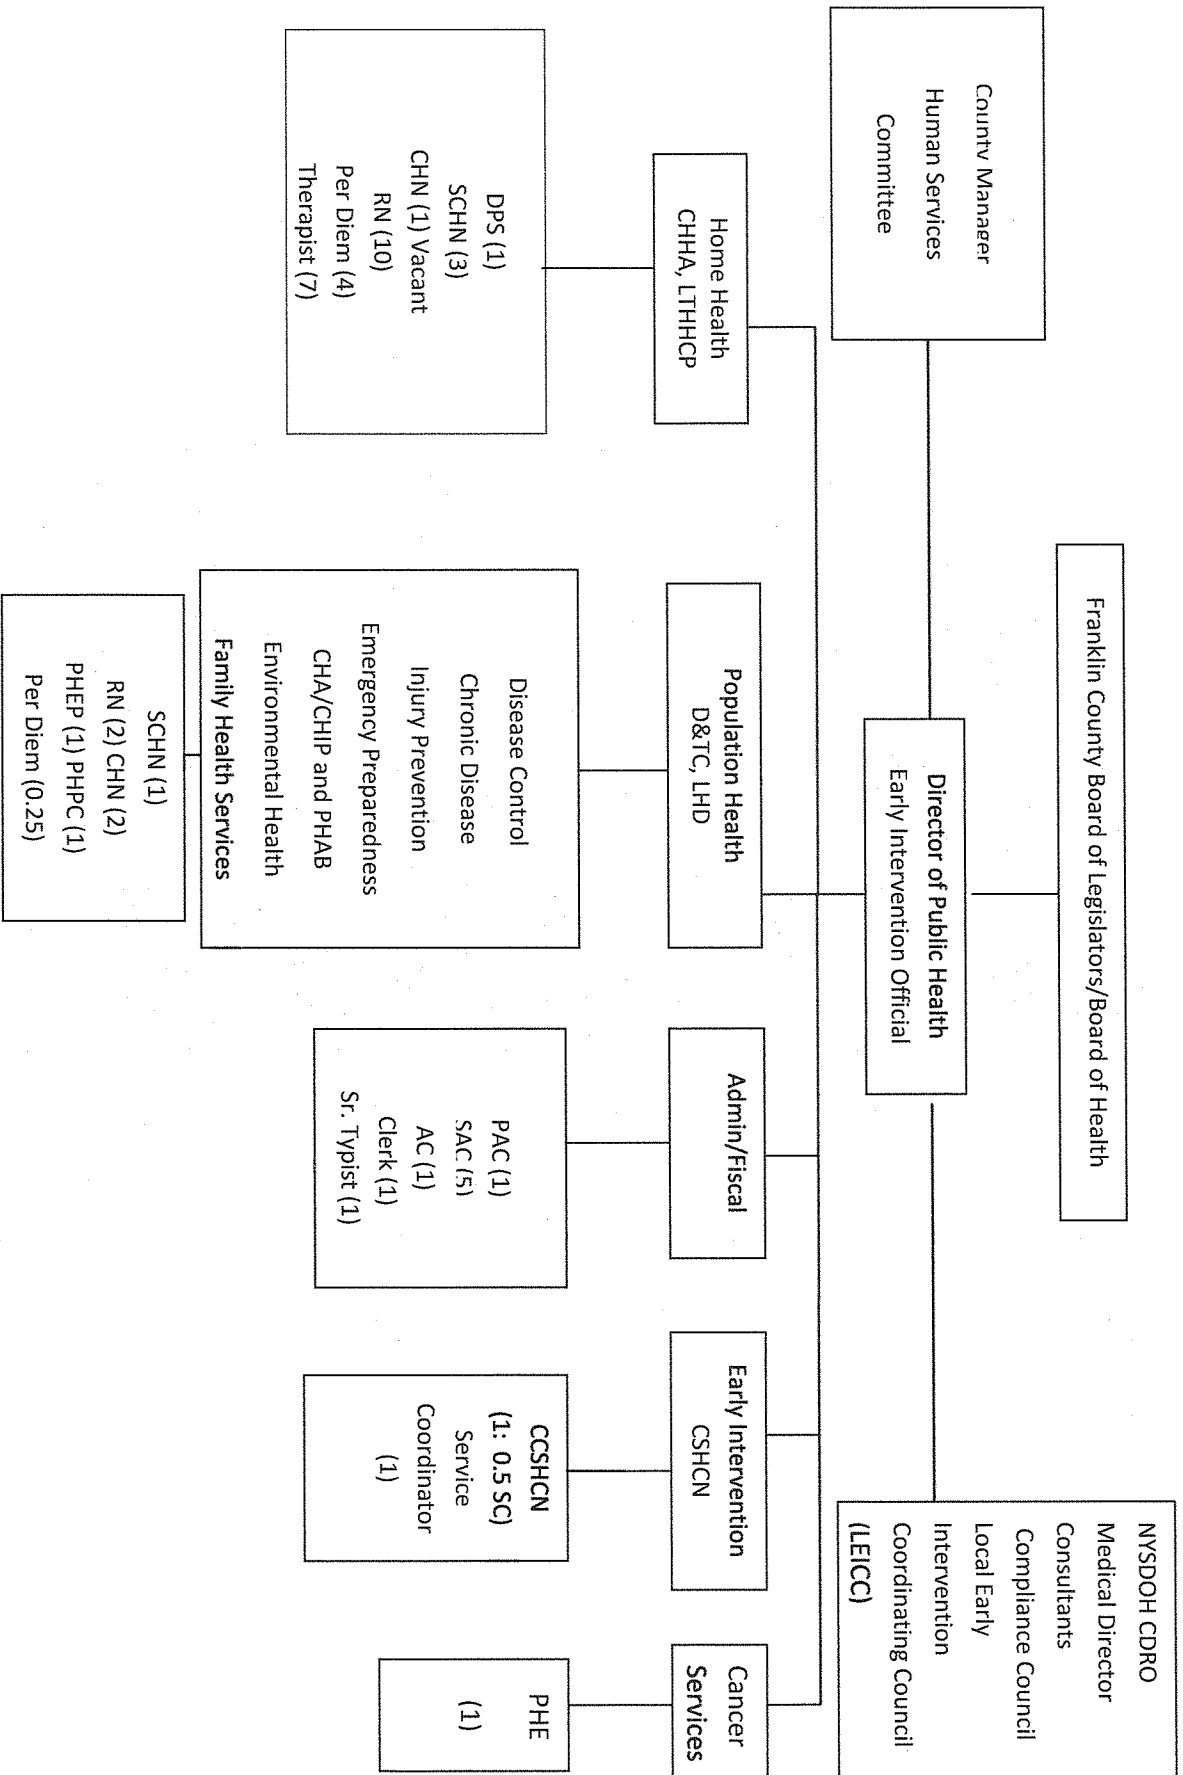 Franklin County Board of Legislators/Board of Health
County Manager
Human Services
Committee
Director of Public Health
Early Intervention Official
NYSDOH CDRO
Medical Director
Consultants
Compliance Council
Local Early
Intervention
Coordinating Council
(LEICC)
Home Health
CHHA, LTHHCP
DPS (1)
SCHN (3)
CHN (1) Vacant
RN (10)
Per Diem (4)
Therapist (7)
Population Health
D&TC, LHD
Disease Control
Chronic Disease
Injury Prevention
Emergency Preparedness
CHA/CHIP and PHAB
Environmental Health
Family Health Services
SCHN (1)
RN (2) CHN (2)
PHEP (1) PHPC (1)
Per Diem (0.25)
Admin/Fiscal
PAC (1)
SAC (5)
AC (1)
Clerk (1)
Sr. Typist (1)
Early Intervention
CSHCN
CCSHCN
(1: 0.5 SC)
Service
Coordinator
(1)
Cancer
Services
PHE
(1)